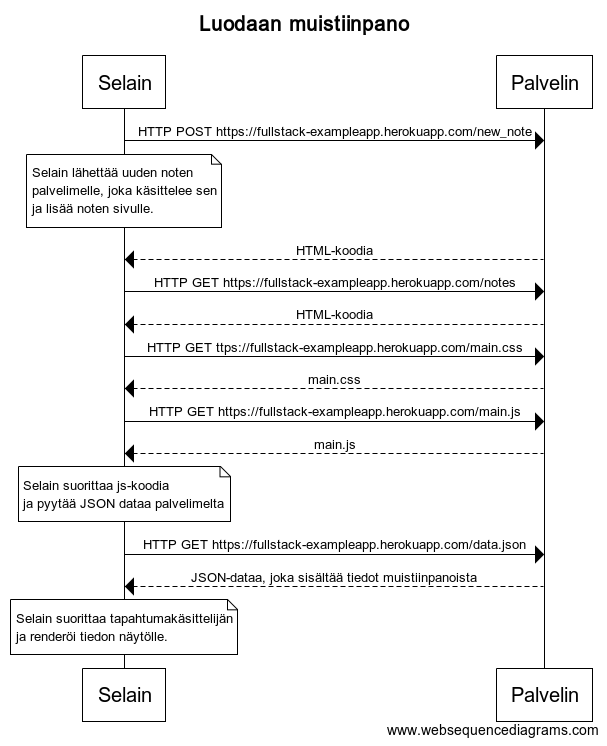 Luodaan muistiinpano
Selain
Palvelin
HTTP POST https://fullstack-exampleapp.herokuapp.com/new_note
Selain lähettää uuden noten
palvelimelle, joka käsittelee sen
ja lisää noten sivulle.
HTML-koodia
HTTP GET https://fullstack-exampleapp.herokuapp.com/notes
HTML-koodia
HTTP GET ttps://fullstack-exampleapp.herokuapp.com/main.css
main.css
HTTP GET https://fullstack-exampleapp.herokuapp.com/main.js
main.js
Selain suorittaa js-koodia
ja pyytää JSON dataa palvelimelta
HTTP GET https://fullstack-exampleapp.herokuapp.com/data.json
JSON-dataa, joka sisältää tiedot muistiinpanoista
Selain suorittaa tapahtumakäsittelijän
ja renderöi tiedon näytölle.
Selain
Palvelin
www.websequencediagrams.com